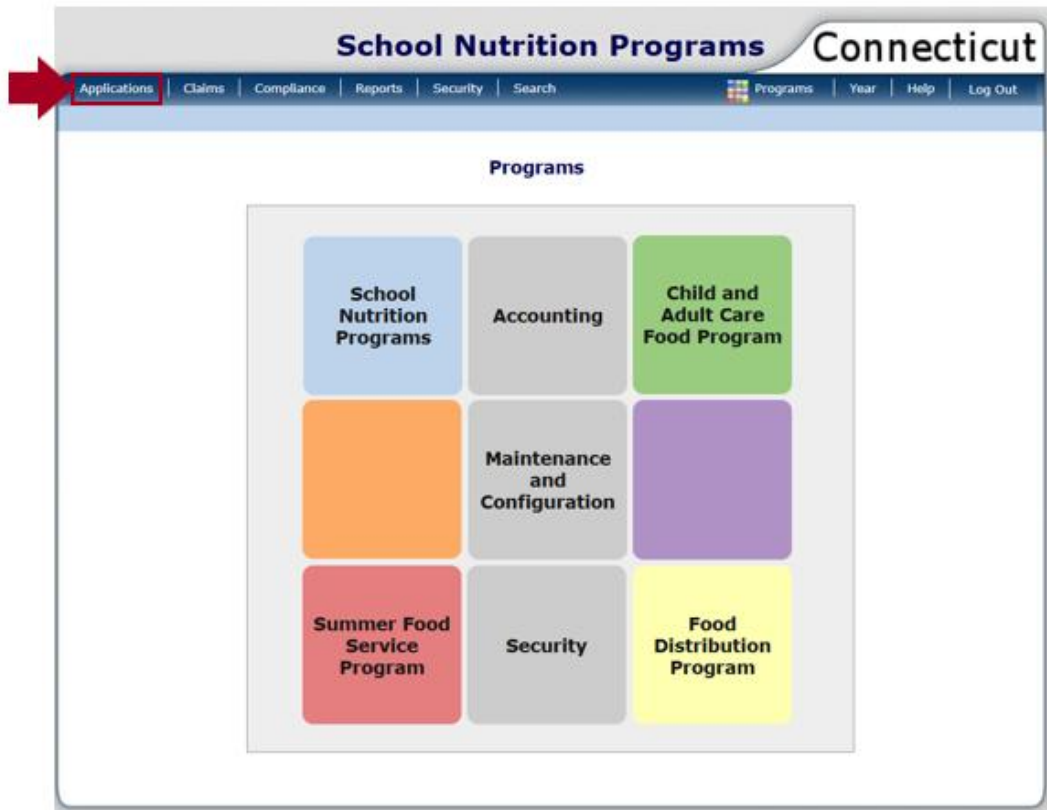 School Nutrition Programs
Connecticut
Applications | Claims | Compliance | Reports | Security | Search Programs | Year | Help | Log Out
Programs
School
Nutrition
Programs
Accounting
Child and
Adult Care
Food Program
Maintenance
and
Configuration
Summer Food
Service
Program
Security
Food
Distribution
Program